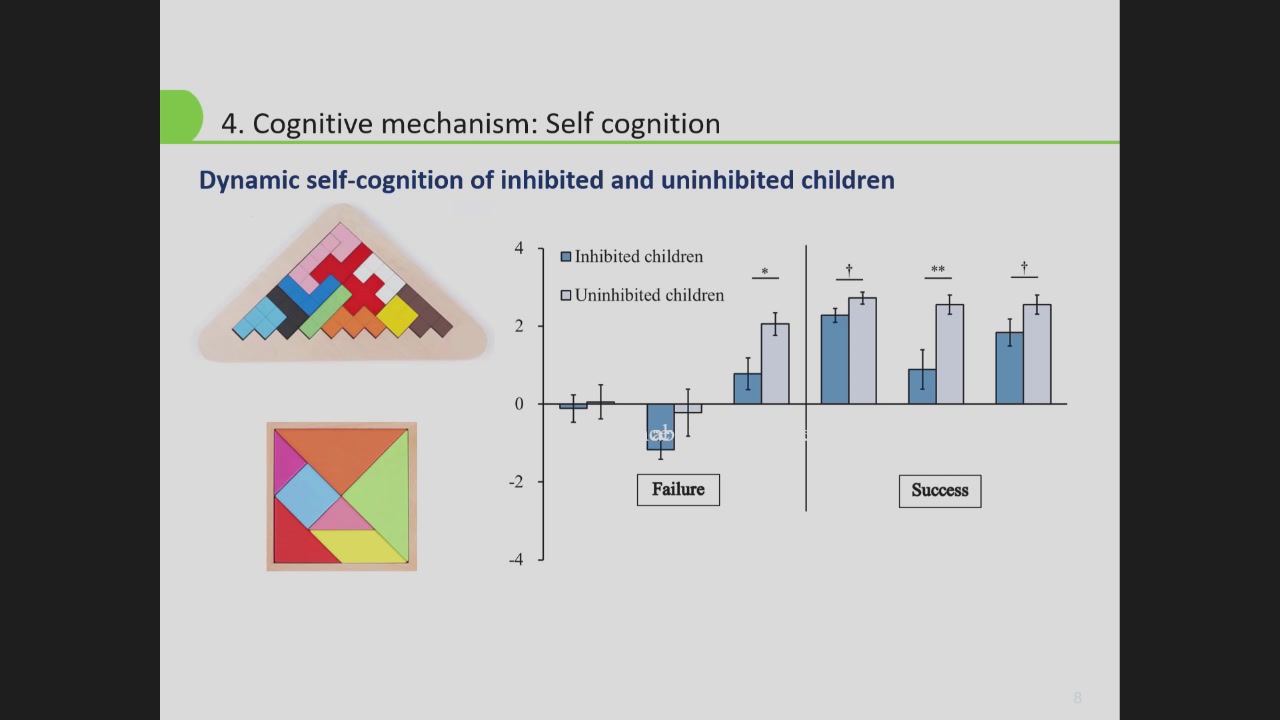 4. Cognitive mechanism: Self cognition
Dynamic self-cognition of inhibited and uninhibited children
4
2
0
-2
-4
Inhibited children
Uninhibited children
*
†
**
†
Failure
Success
8